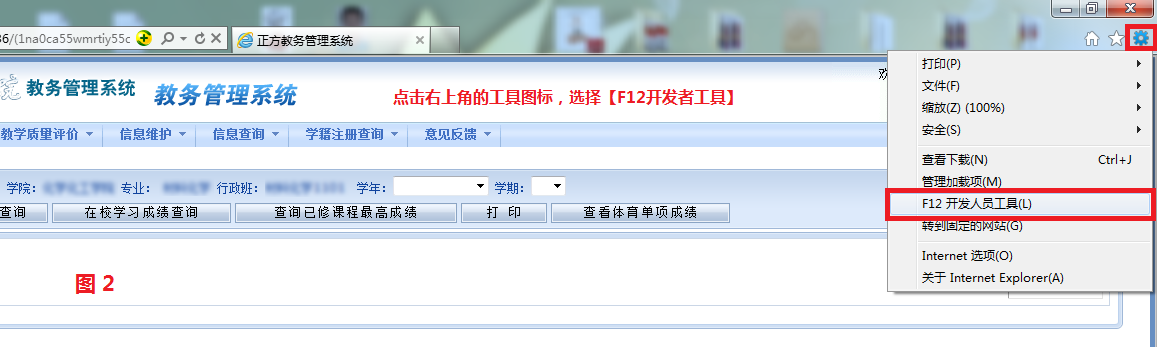 86/(1na0ca55wmrtiy55c
正方教务管理系统
教务管理系统
教务管理系统
点击右上角的工具图标，选择【F12开发者工具】
教学质量评价
信息维护
信息查询
学籍注册查询
意见反馈
学院：
专业：
行政班：
学年：
学期：
查询
在校学习成绩查询
查询已修课程最高成绩
打 印
查看体育单项成绩
图 2
打印(P)
文件(F)
缩放(Z) (100%)
安全(S)
查看下载(N) Ctrl+J
管理加载项(M)
F12 开发人员工具(L)
转到固定的网站(G)
Internet 选项(O)
关于 Internet Explorer(A)